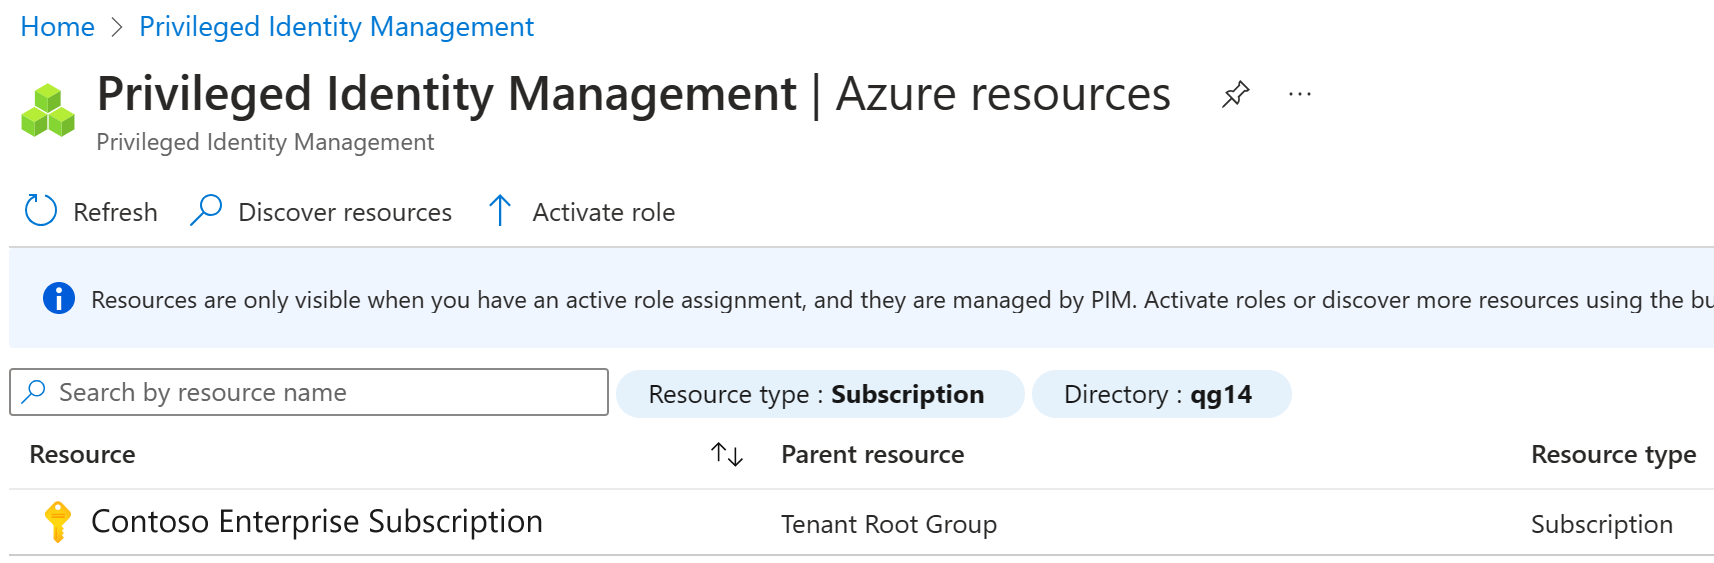 Home > Privileged Identity Management
Privileged Identity Management | Azure resources
Privileged Identity Management
Refresh Discover resources Activate role
Resources are only visible when you have an active role assignment, and they are managed by PIM. Activate roles or discover more resources using the
Search by resource name Resource type : Subscription Directory : qg14
Resource Parent resource Resource type
Contoso Enterprise Subscription Tenant Root Group Subscription